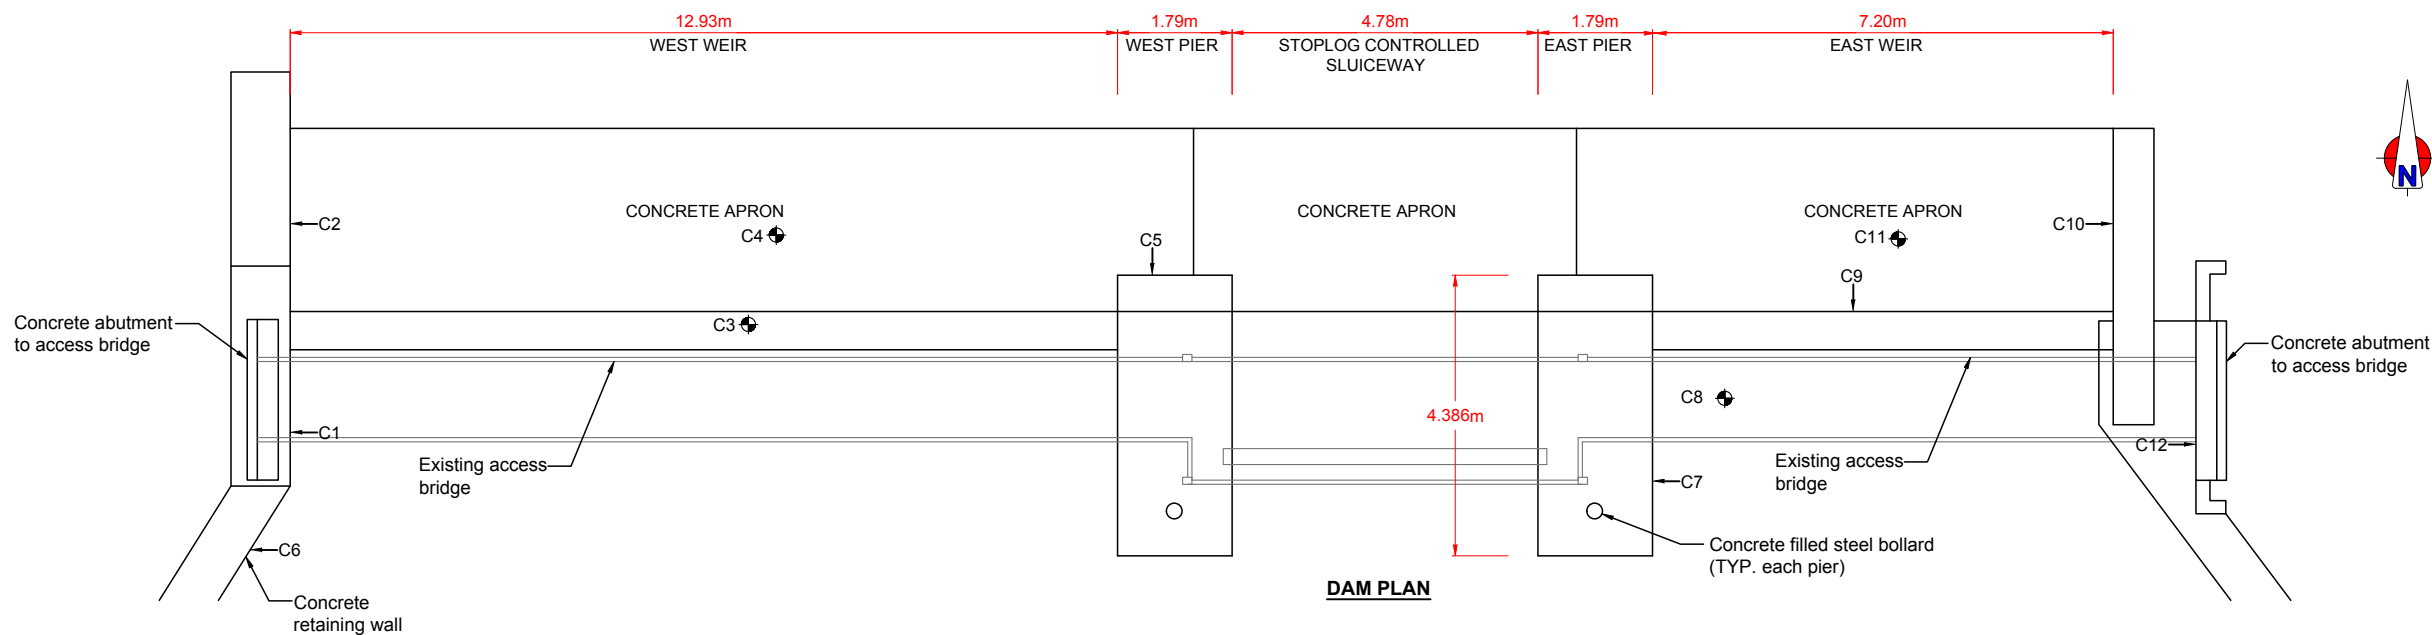 12.93m
1.79m
4.78m
1.79m
7.20m
WEST WEIR
WEST PIER
STOPLOG CONTROLLED
SLUICEWAY
EAST PIER
EAST WEIR
N
C2
CONCRETE APRON
C4
C5
CONCRETE APRON
CONCRETE APRON
C11
C10
C9
Concrete abutment
to access bridge
C3
Concrete abutment
to access bridge
C8
4.386m
C1
C12
Existing access
bridge
Existing access
bridge
C7
C6
Concrete filled steel bollard
(TYP. each pier)
DAM PLAN
Concrete
retaining wall